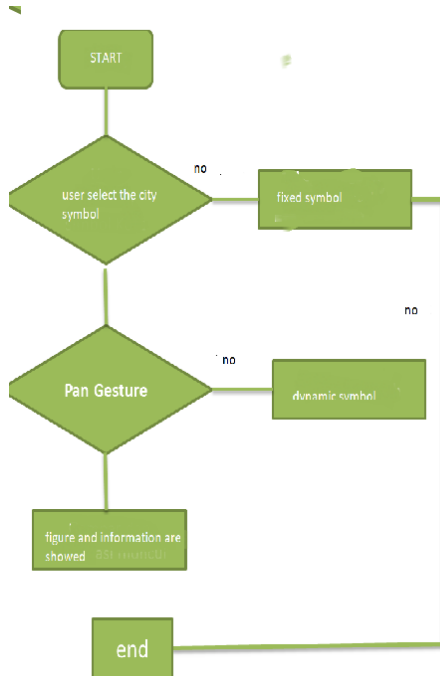 START
no
user select the city
symbol
fixed symbol
no
no
Pan Gesture
dynamic symbol
figure and information are
showed
end